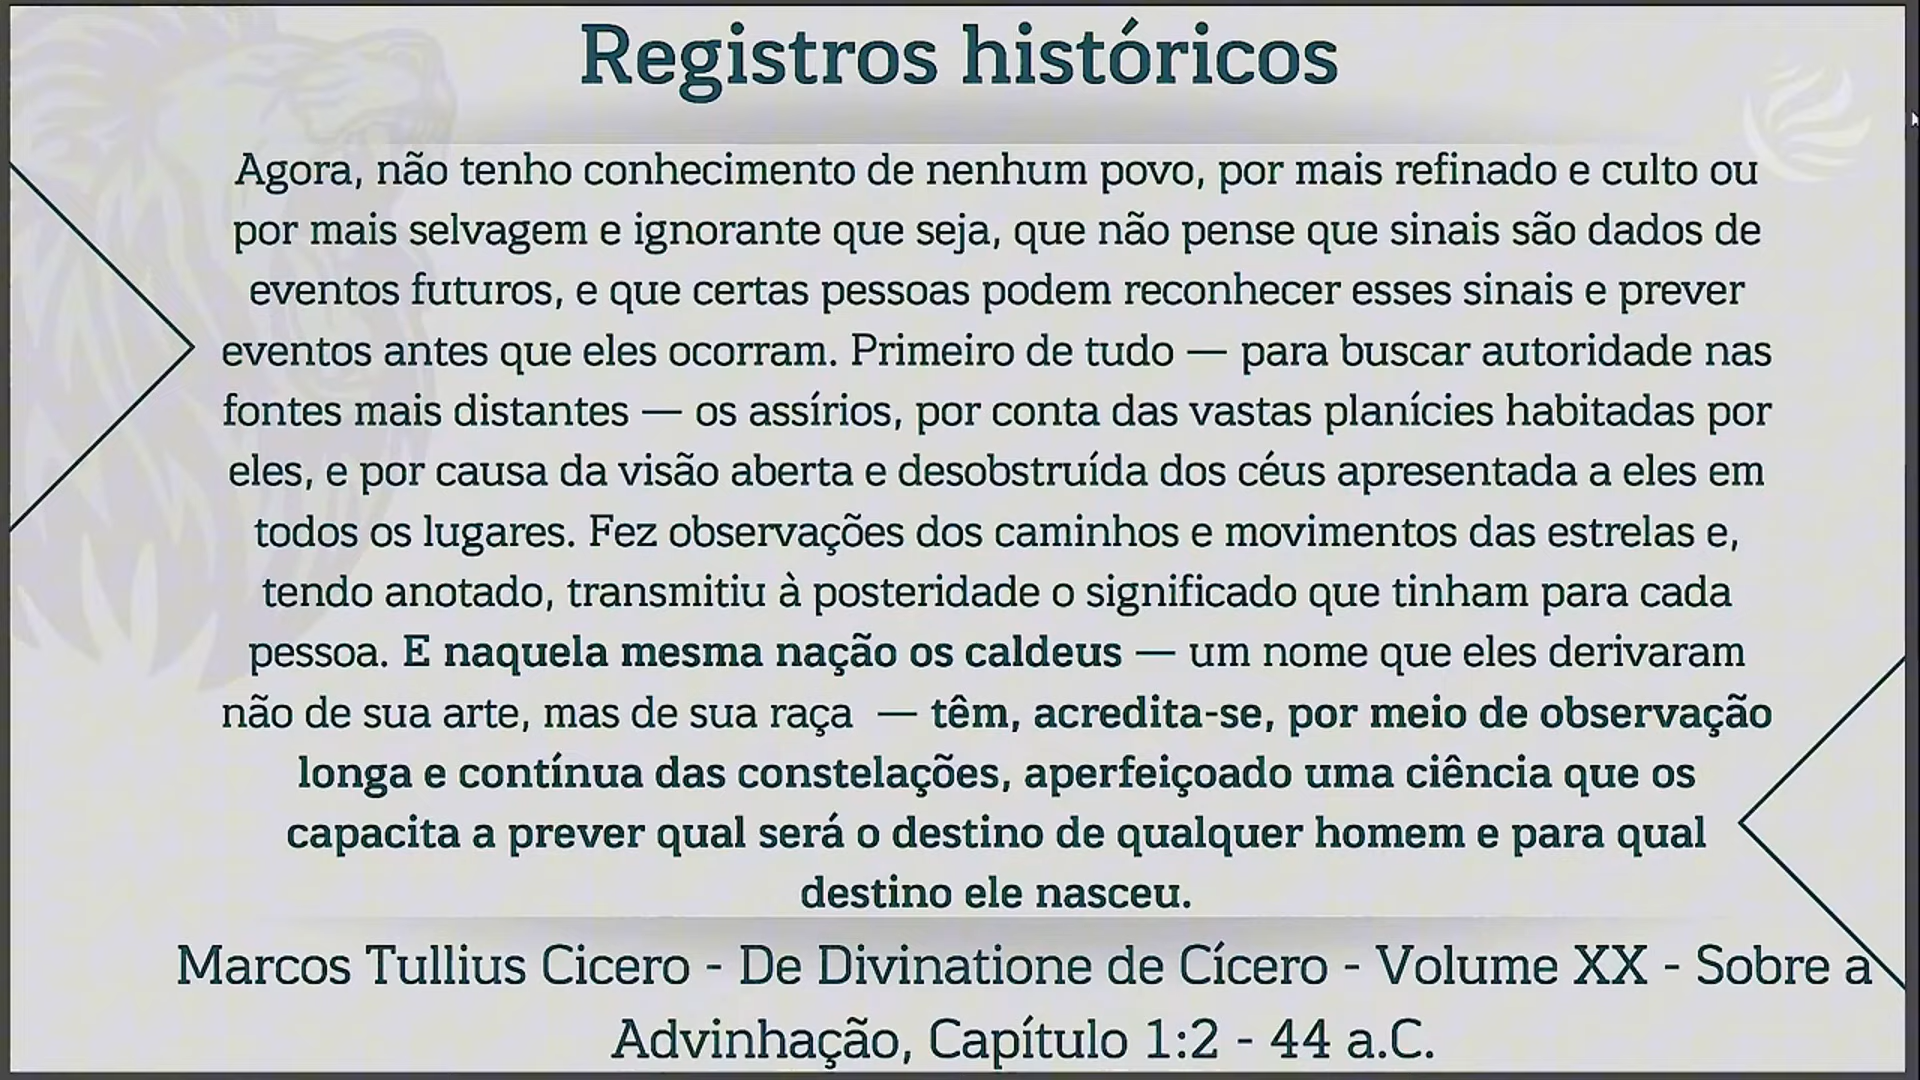 Registros históricos
Agora, não tenho conhecimento de nenhum povo, por mais refinado e culto ou
por mais selvagem e ignorante que seja, que não pense que sinais são dados de
eventos futuros, e que certas pessoas podem reconhecer esses sinais e prever
eventos antes que eles ocorram. Primeiro de tudo — para buscar autoridade nas
fontes mais distantes — os assírios, por conta das vastas planícies habitadas por
eles, e por causa da visão aberta e desobstruída dos céus apresentada a eles em
todos os lugares. Fez observações dos caminhos e movimentos das estrelas e,
tendo anotado, transmitiu à posteridade o significado que tinham para cada
pessoa. E naquela mesma nação os caldeus — um nome que eles derivaram
não de sua arte, mas de sua raça — têm, acredita-se, por meio de observação
longa e contínua das constelações, aperfeiçoado uma ciência que os
capacita a prever qual será o destino de qualquer homem e para qual
destino ele nasceu.
Marcos Tullius Cicero - De Divinatione de Cícero - Volume XX - Sobre a
Advinhação, Capítulo 1:2 - 44 a.C.